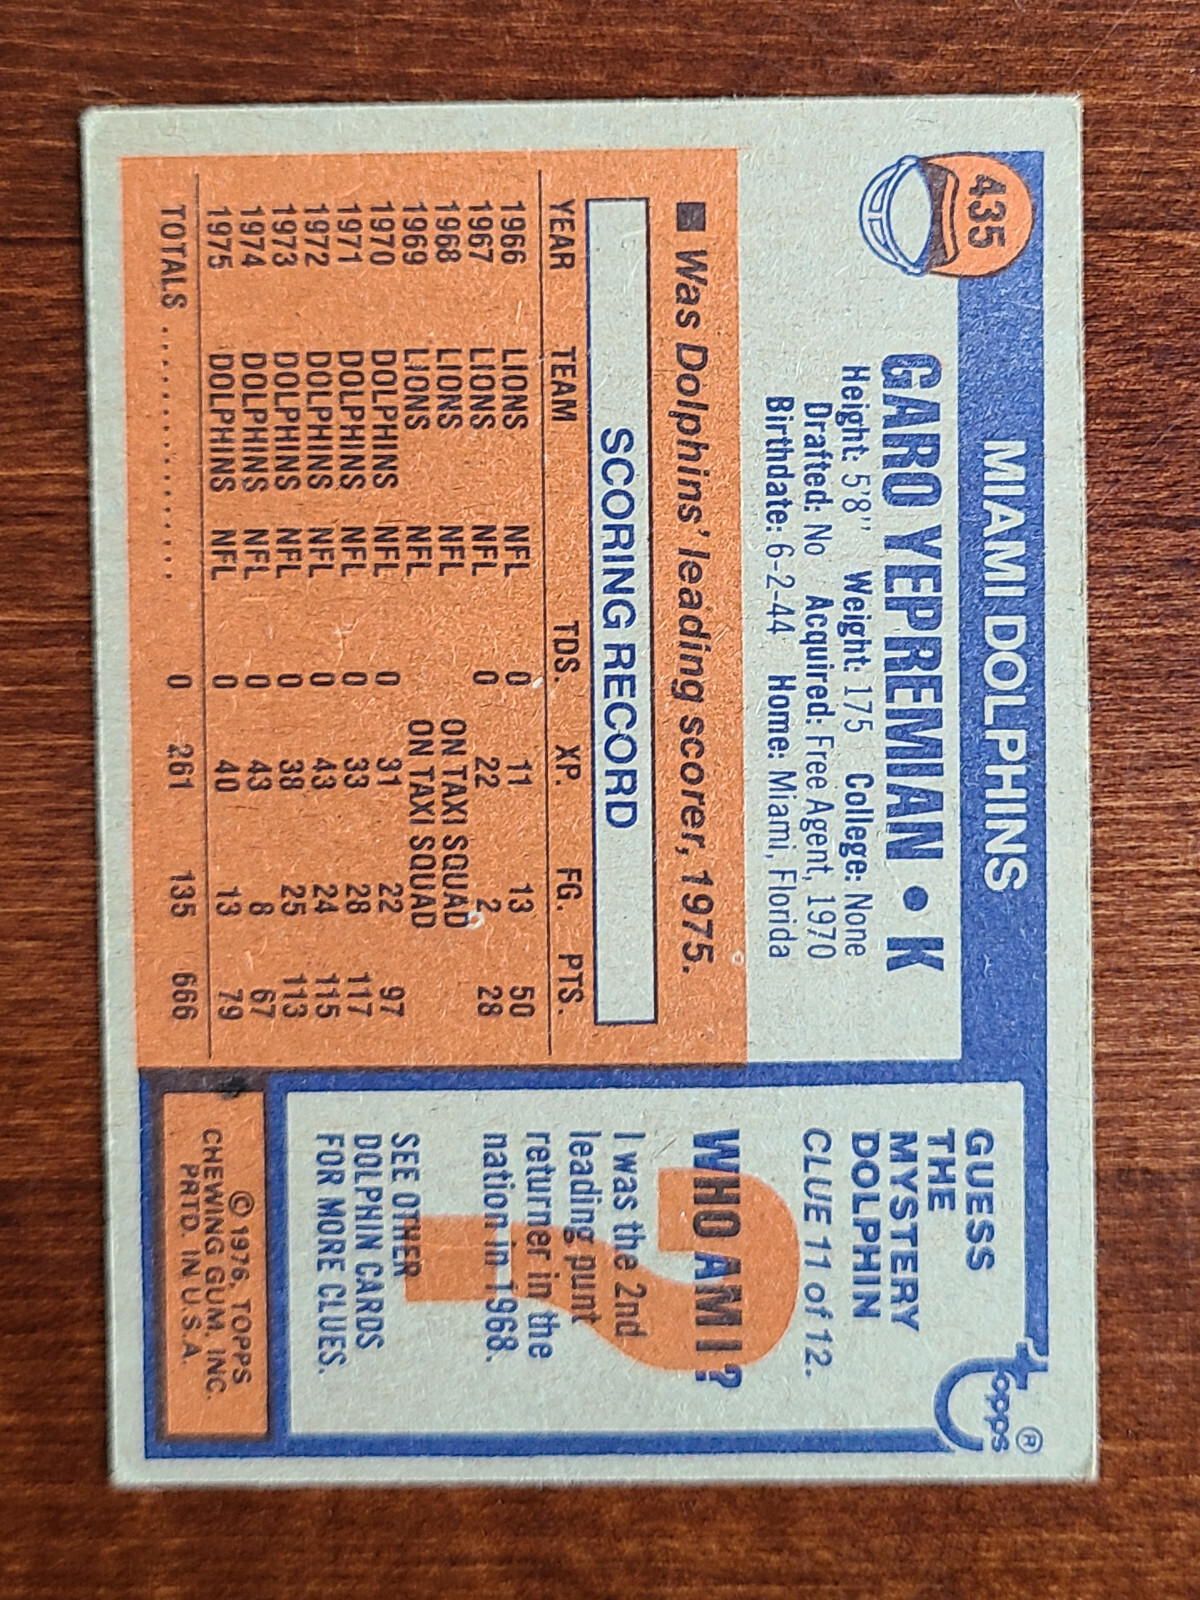 435
MIAMI DOLPHINS
GARO YEPREMIAN • K
Height: 5'8" Weight: 175 College: None
Drafted: No Acquired: Free Agent, 1970
Birthdate: 6-2-44 Home: Miami, Florida
■ Was Dolphins' leading scorer, 1975.
SCORING RECORD
YEAR TEAM TDS. XP. FG. PTS.
1966 LIONS NFL 0 11 13 50
1967 LIONS NFL 0 22 2 28
1968 LIONS NFL ON TAXI SQUAD
1969 LIONS NFL ON TAXI SQUAD
1970 DOLPHINS NFL 0 31 22 97
1971 DOLPHINS NFL 0 33 28 117
1972 DOLPHINS NFL 0 43 24 115
1973 DOLPHINS NFL 0 38 25 113
1974 DOLPHINS NFL 0 43 8 67
1975 DOLPHINS NFL 0 40 13 79
TOTALS ................ 0 261 135 666
topps®
GUESS
THE
MYSTERY
DOLPHIN
CLUE 11 of 12.
WHO AM I?
I was the 2nd
leading punt
returner in the
nation in 1968.
SEE OTHER
DOLPHIN CARDS
FOR MORE CLUES.
© 1976, TOPPS
CHEWING GUM, INC.
PRTD. IN U.S.A.